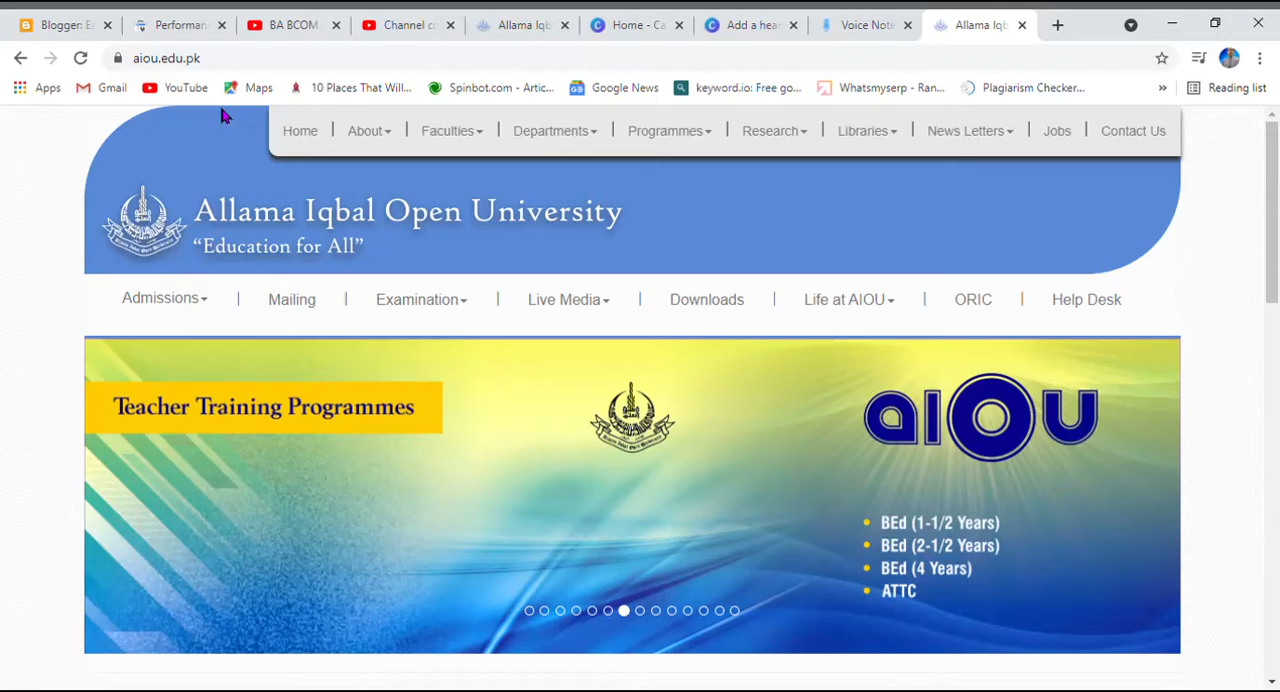 Blogger: E
Performan
BA BCOM
Channel co
Allama Iqb
Home - Ca
Add a hea
Voice Note
Allama Iqb
aiou.edu.pk
Apps
Gmail
YouTube
Maps
10 Places That Will...
Spinbot.com - Artic...
Google News
keyword.io: Free go...
Whatsmyserp - Ran...
Plagiarism Checker...
»
Reading list
Home | About | Faculties | Departments | Programmes | Research | Libraries | News Letters | Jobs | Contact Us
Allama Iqbal Open University
“Education for All”
Admissions | Mailing | Examination | Live Media | Downloads | Life at AIOU | ORIC | Help Desk
Teacher Training Programmes
aIOU
• BEd (1-1/2 Years)
• BEd (2-1/2 Years)
• BEd (4 Years)
• ATTC